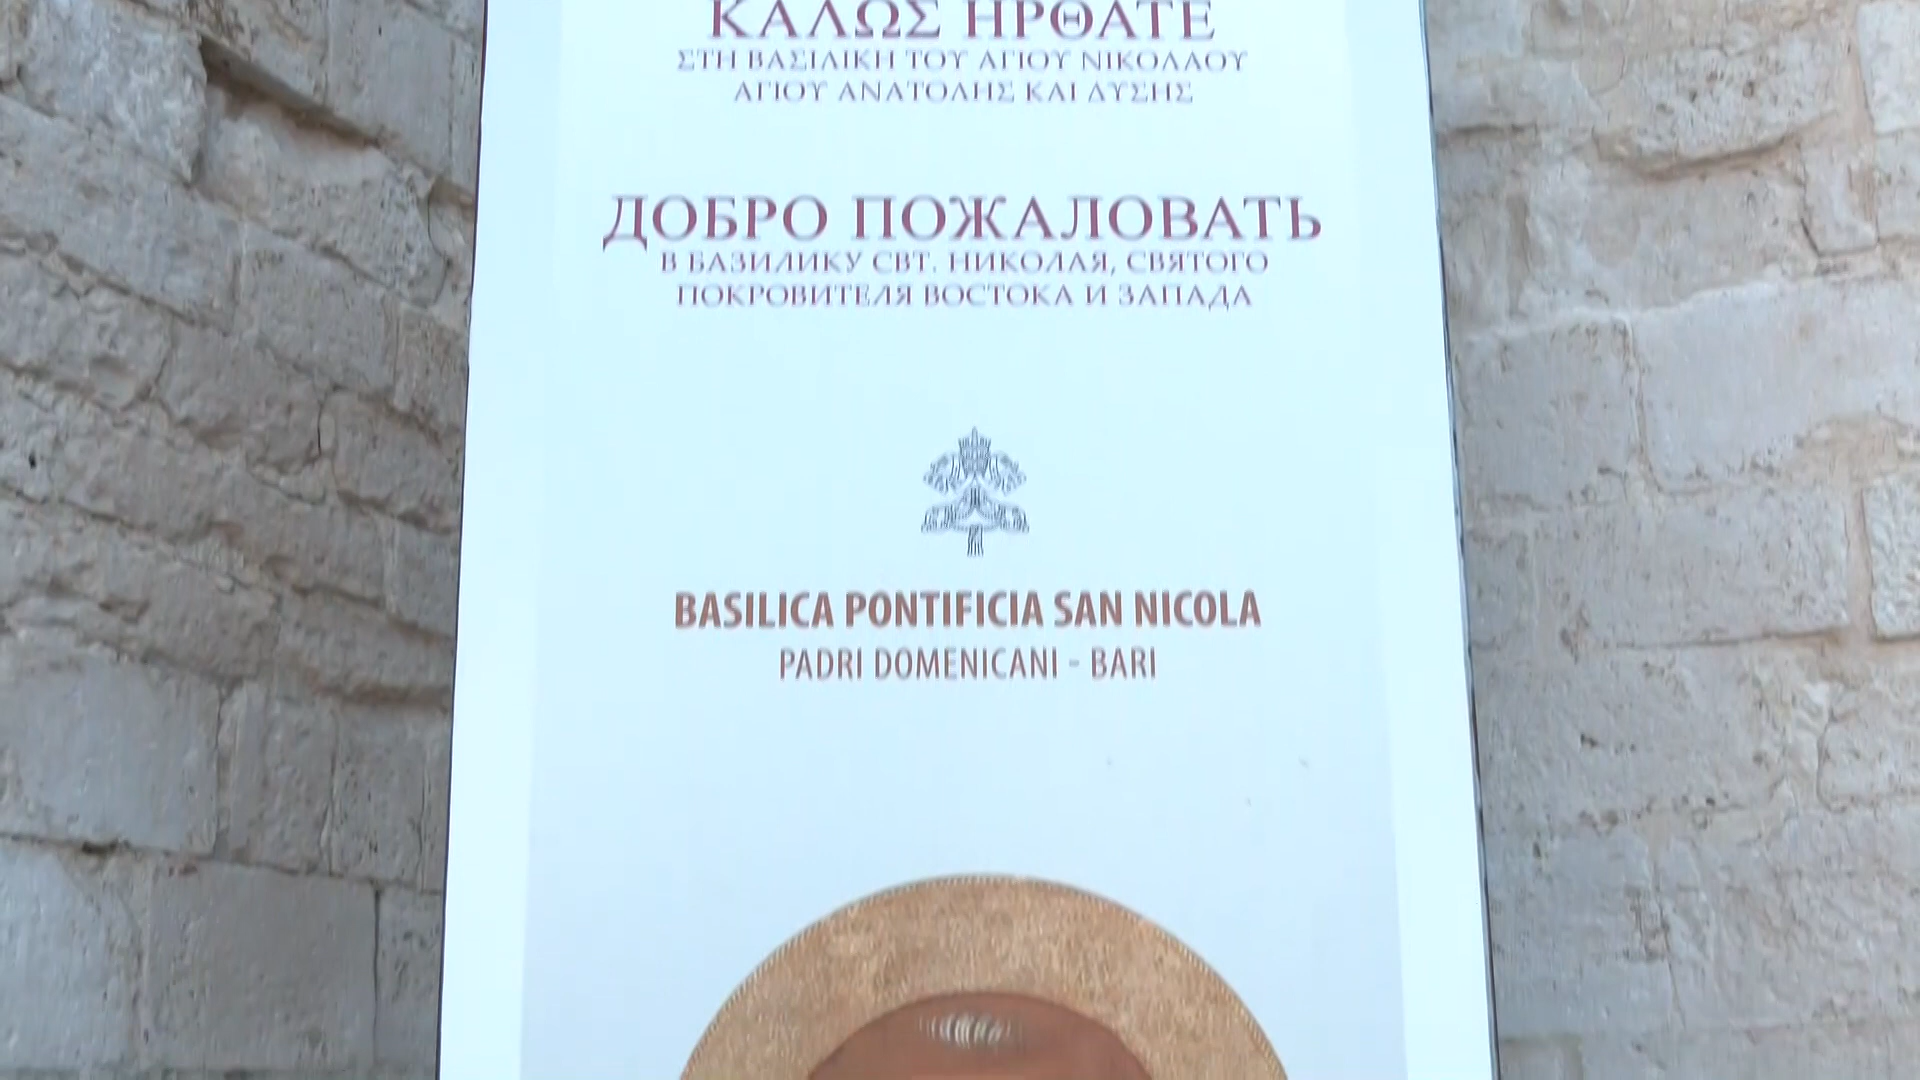 ΚΑΛΩΣ ΗΡΘΑΤΕ
ΣΤΗ ΒΑΣΙΛΙΚΗ ΤΟΥ ΑΓΙΟΥ ΝΙΚΟΛΑΟΥ
ΑΓΙΟΥ ΑΝΑΤΟΛΗΣ ΚΑΙ ΔΥΣΗΣ
ДОБРО ПОЖАЛОВАТЬ
В БАЗИЛИКУ СВТ. НИКОЛАЯ, СВЯТОГО
ПОКРОВИТЕЛЯ ВОСТОКА И ЗАПАДА
BASILICA PONTIFICIA SAN NICOLA
PADRI DOMENICANI - BARI